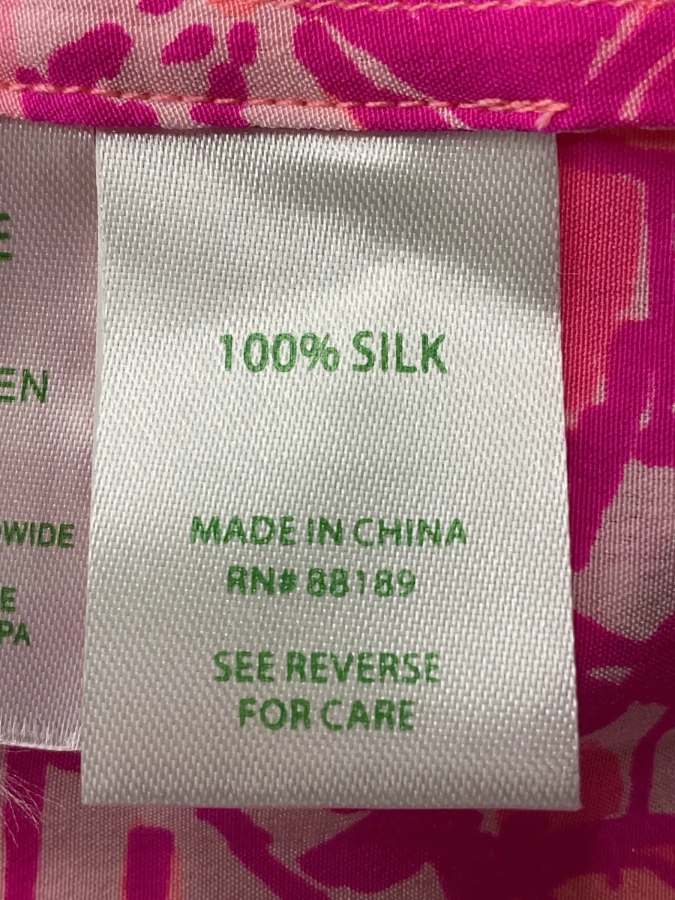 100% SILK
MADE IN CHINA
RN# 88189
SEE REVERSE
FOR CARE
E
EN
WIDE
E
PA